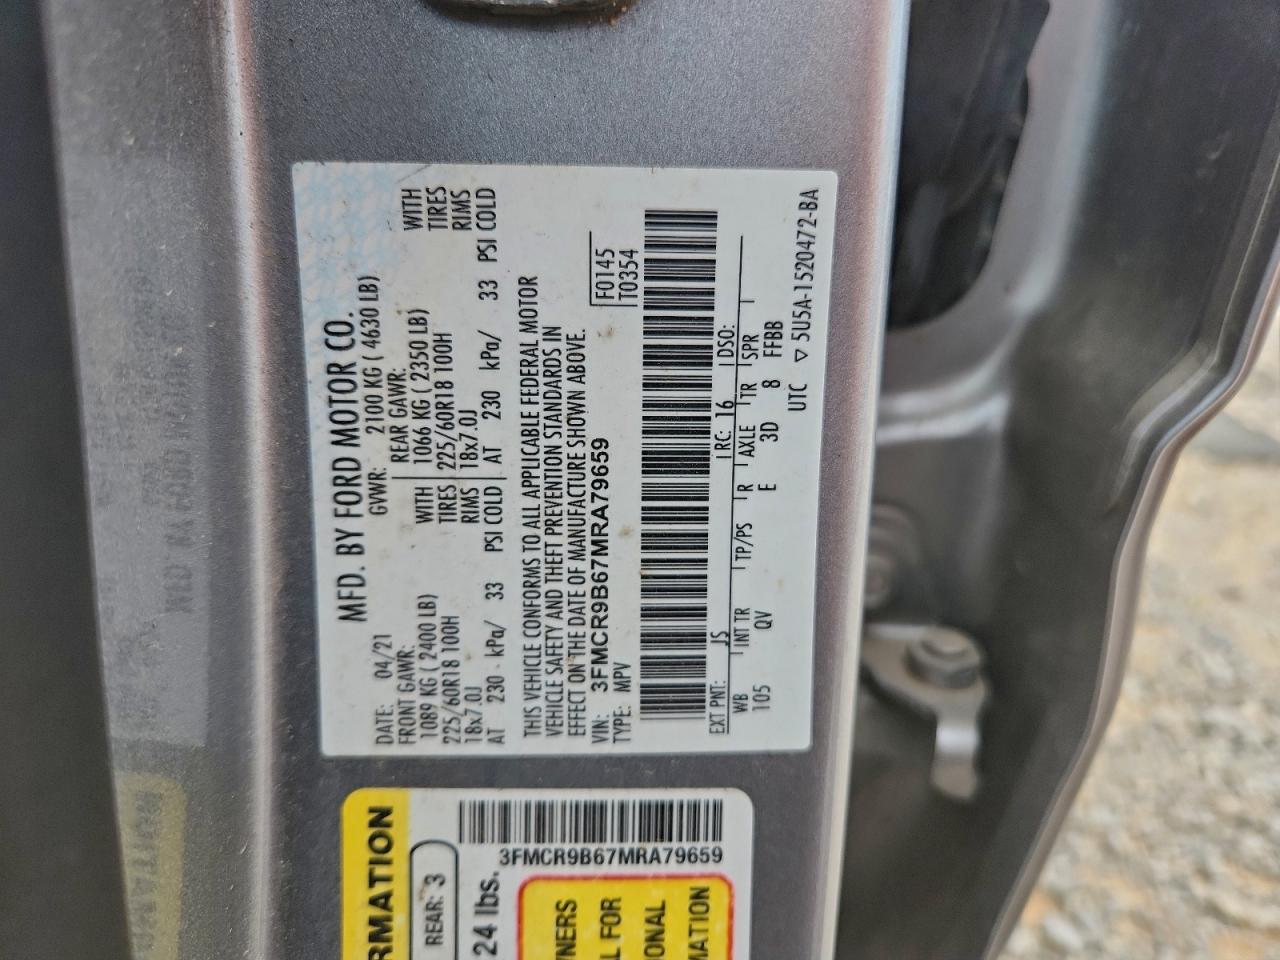 MFD. BY FORD MOTOR CO.
DATE: 04/21 GVWR: 2100 KG ( 4630 LB)
FRONT GAWR: REAR GAWR:
1089 KG ( 2400 LB) WITH 1066 KG ( 2350 LB) WITH
225/60R18 100H TIRES 225/60R18 100H TIRES
18x7.0J RIMS 18x7.0J RIMS
AT 230 kPa/ 33 PSI COLD AT 230 kPa/ 33 PSI COLD
THIS VEHICLE CONFORMS TO ALL APPLICABLE FEDERAL MOTOR
VEHICLE SAFETY AND THEFT PREVENTION STANDARDS IN
EFFECT ON THE DATE OF MANUFACTURE SHOWN ABOVE.
VIN: 3FMCR9B67MRA79659 F0145
TYPE: MPV T0354
EXT PNT: JS RC: 16 DSO:
WB INT TR TP/PS R AXLE TR SPR
105 QV E 3D 8 FFBB
UTC ▽ 5U5A-1520472-BA
RMATION
REAR: 3
24 lbs.
3FMCR9B67MRA79659
WNERS
L FOR
IONAL
MATION